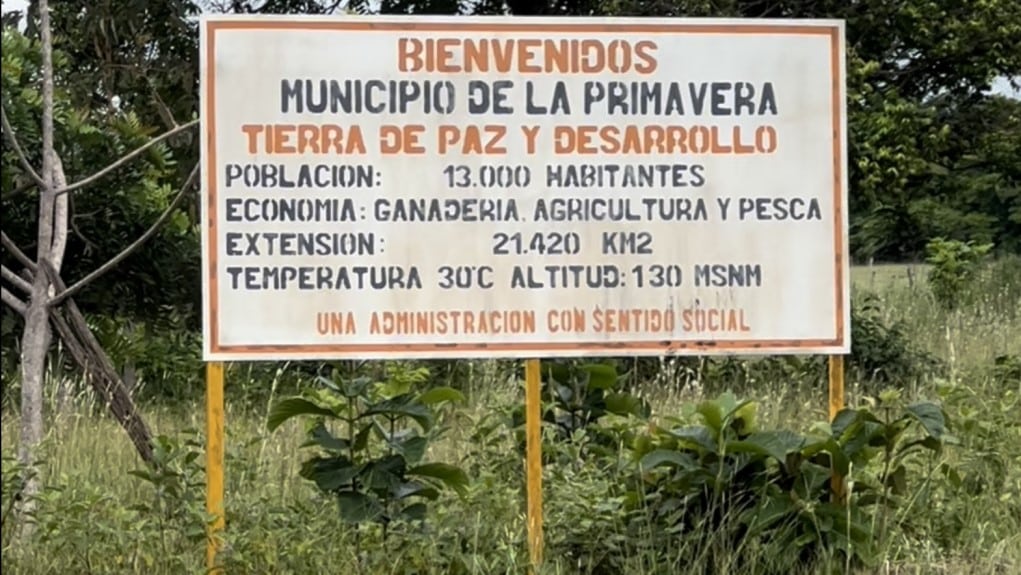 BIENVENIDOS
MUNICIPIO DE LA PRIMAVERA
TIERRA DE PAZ Y DESARROLLO
POBLACION: 13.000 HABITANTES
ECONOMIA: GANADERIA, AGRICULTURA Y PESCA
EXTENSION: 21.420 KM2
TEMPERATURA 30°C ALTITUD: 130 MSNM
UNA ADMINISTRACION CON SENTIDO SOCIAL